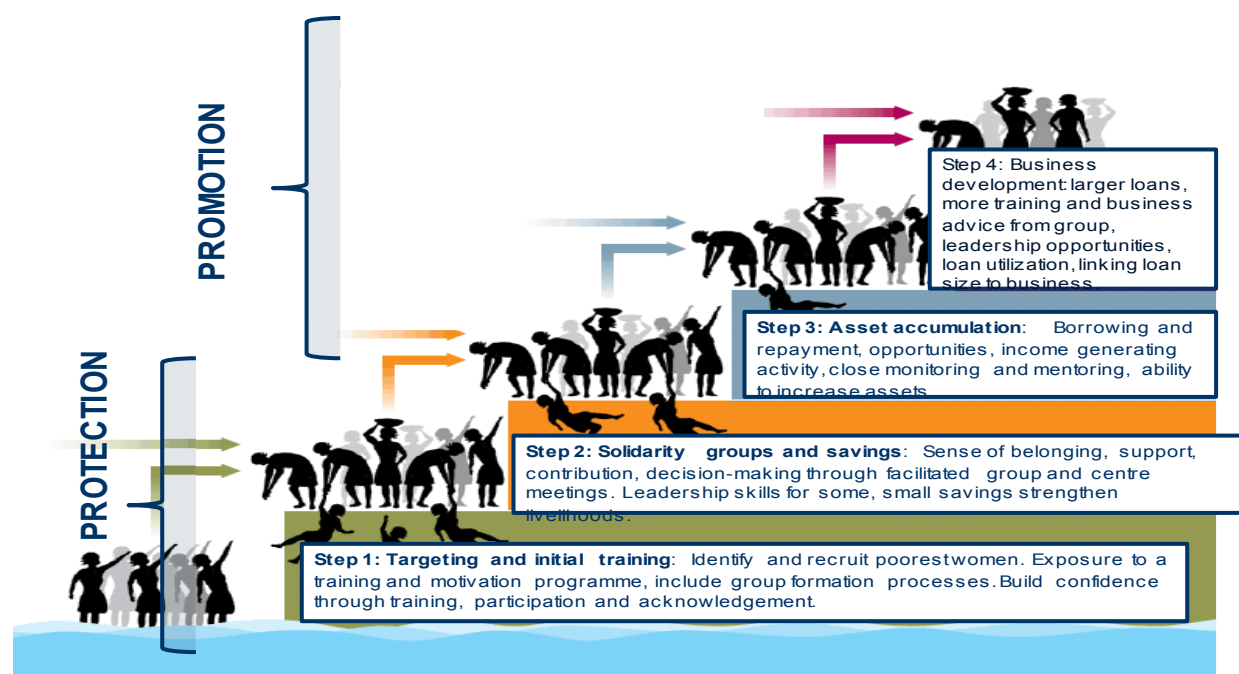 PROMOTION
PROTECTION
Step 4: Business
development: larger loans,
more training and business
advice from group,
leadership opportunities,
loan utilization, linking loan
size to business.
Step 3: Asset accumulation: Borrowing and
repayment, opportunities, income generating
activity, close monitoring and mentoring, ability
to increase assets
Step 2: Solidarity groups and savings: Sense of belonging, support,
contribution, decision-making through facilitated group and centre
meetings. Leadership skills for some, small savings strengthen
livelihoods.
Step 1: Targeting and initial training: Identify and recruit poorest women. Exposure to a
training and motivation programme, include group formation processes. Build confidence
through training, participation and acknowledgement.